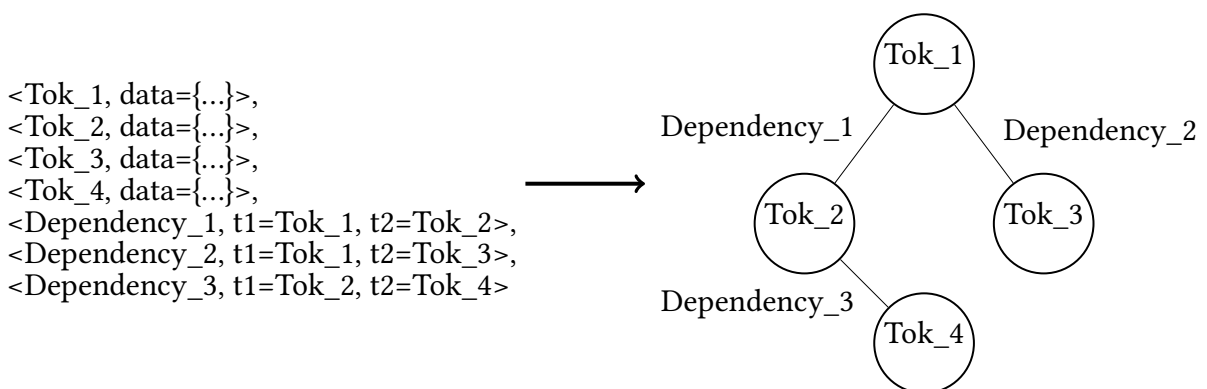 <Tok_1, data={...}>,
<Tok_2, data={...}>,
<Tok_3, data={...}>,
<Tok_4, data={...}>,
<Dependency_1, t1=Tok_1, t2=Tok_2>,
<Dependency_2, t1=Tok_1, t2=Tok_3>,
<Dependency_3, t1=Tok_2, t2=Tok_4>
Tok_1
Dependency_1
Dependency_2
Tok_2
Tok_3
Dependency_3
Tok_4